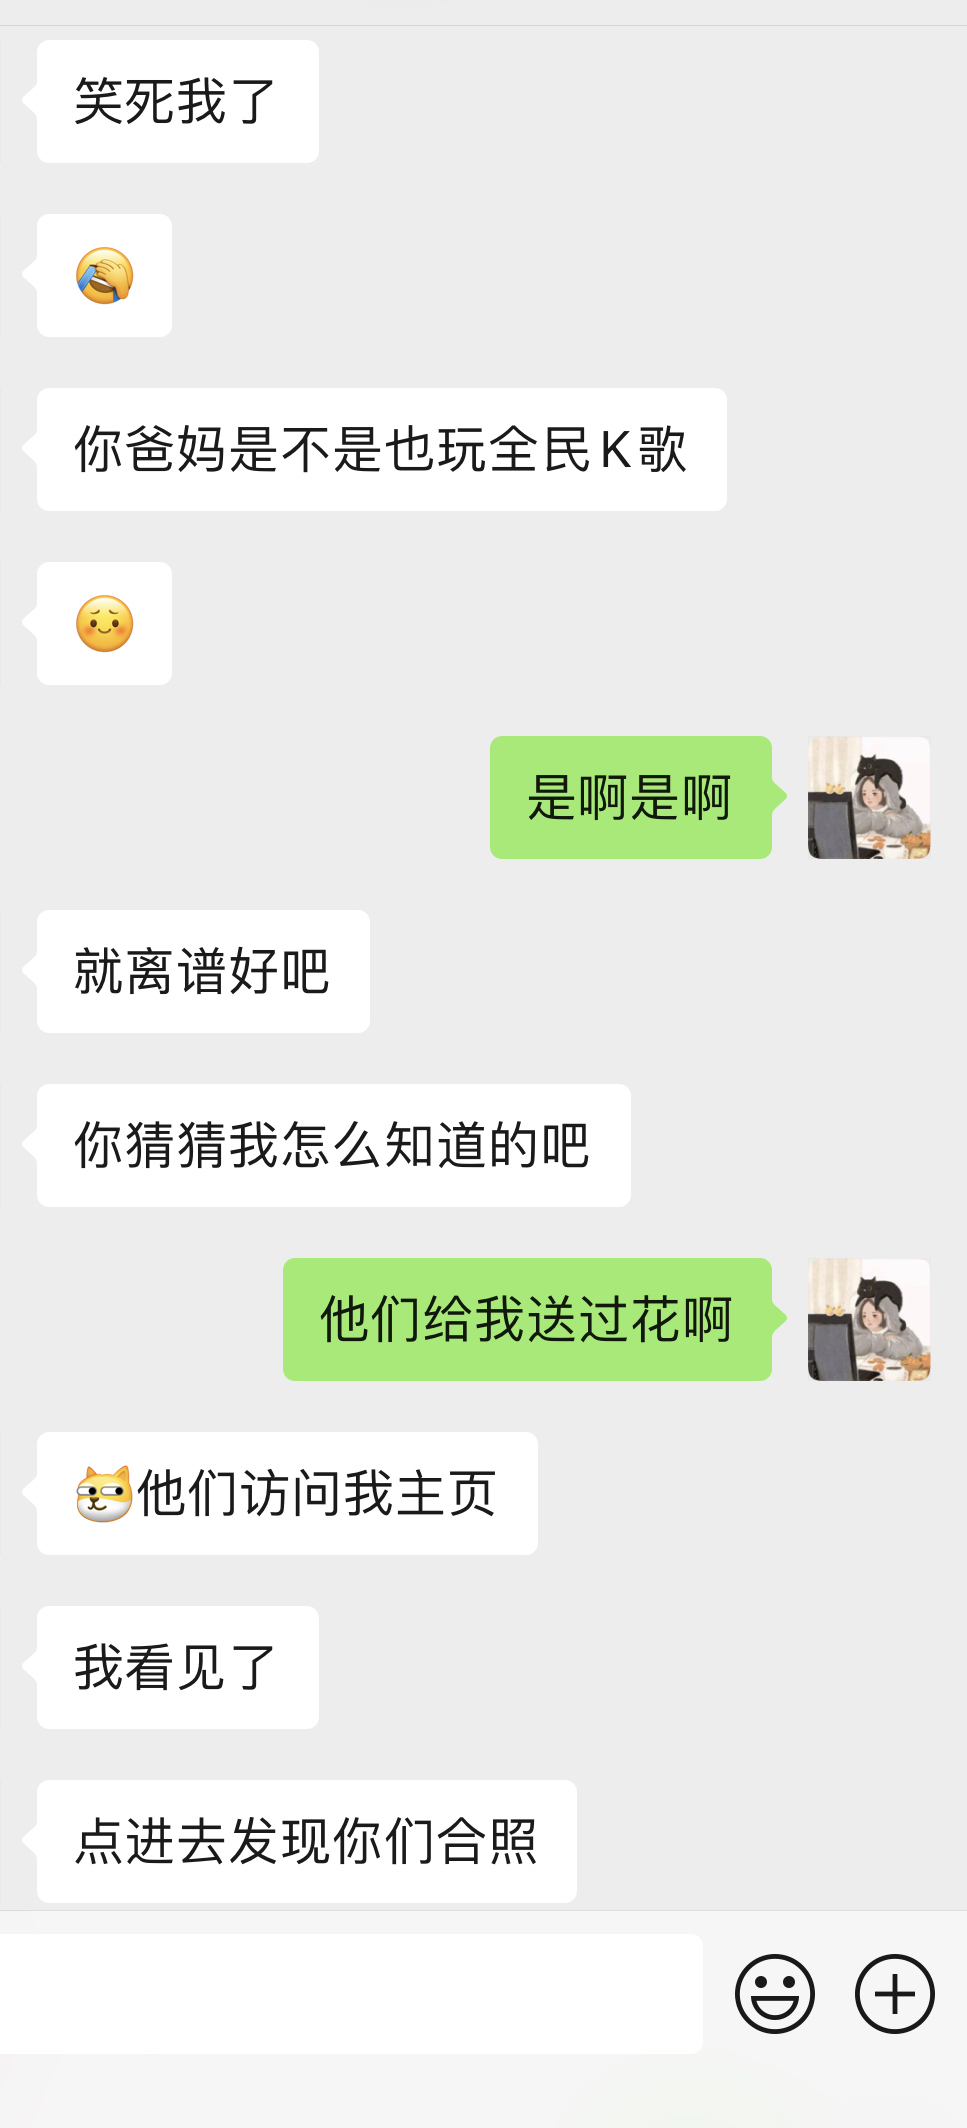 笑死我了
🤦
你爸妈是不是也玩全民K歌
☺️
是啊是啊
就离谱好吧
你猜猜我怎么知道的吧
他们给我送过花啊
他们访问我主页
我看见了
点进去发现你们合照